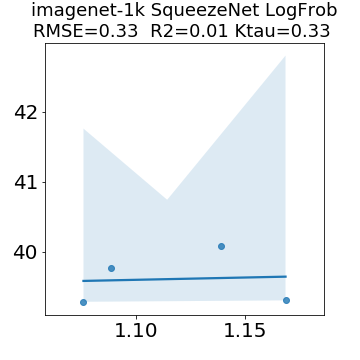 imagenet-1k SqueezeNet LogFrob
RMSE=0.33  R2=0.01 Ktau=0.33
42
41
40
1.10 1.15